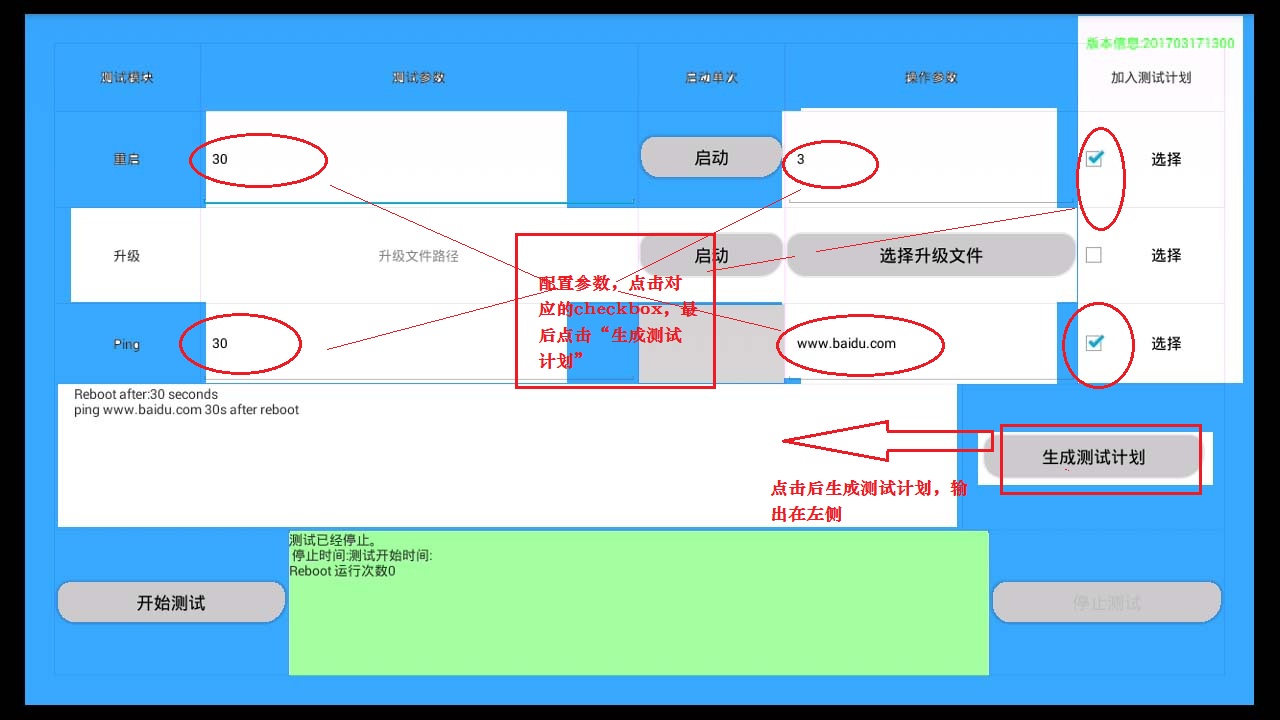 版本信息:201703171300
测试模块 测试参数 启动单次 操作参数 加入测试计划
重启 30 启动 3 选择
升级 升级文件路径 启动 选择升级文件 选择
配置参数，点击对
应的checkbox，最
后点击“生成测试
计划”
Ping 30 www.baidu.com 选择
Reboot after:30 seconds
ping www.baidu.com 30s after reboot
生成测试计划
点击后生成测试计划，输
出在左侧
测试已经停止。
停止时间:测试开始时间:
Reboot 运行次数0
开始测试 停止测试